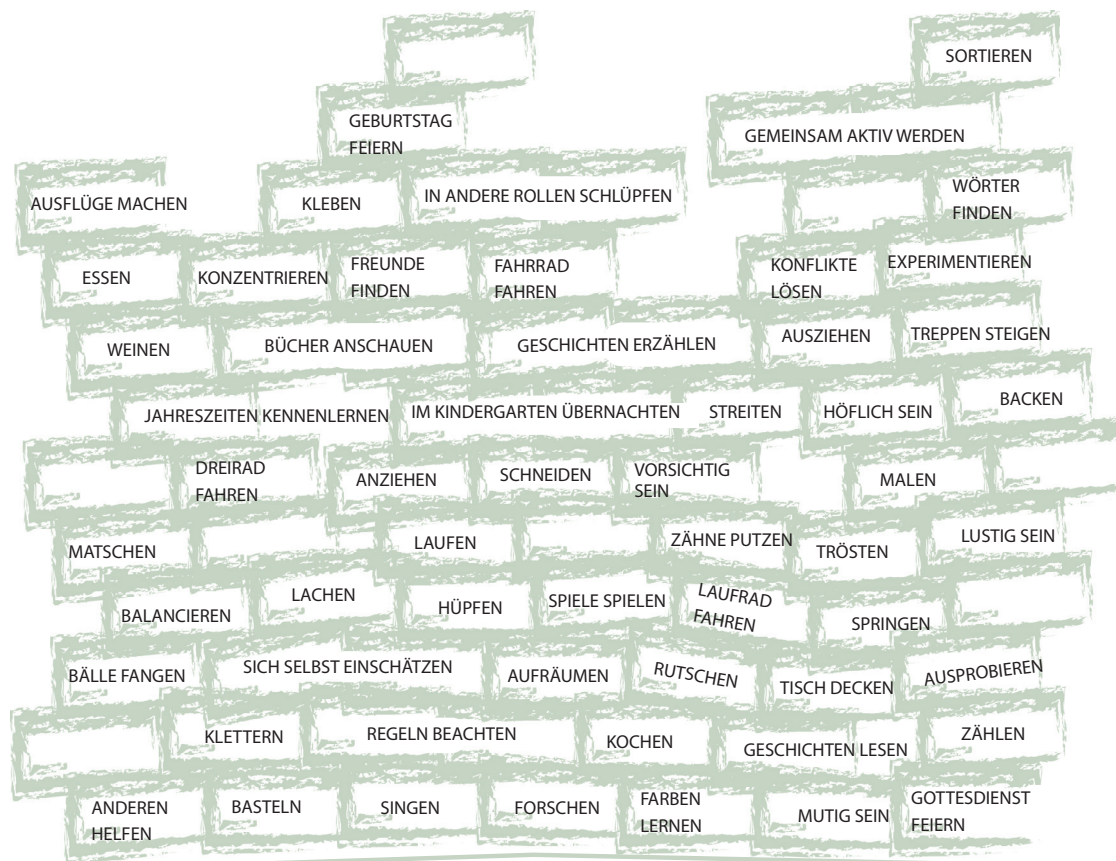 SORTIEREN
GEBURTSTAG
FEIERN
GEMEINSAM AKTIV WERDEN
AUSFLÜGE MACHEN
KLEBEN
IN ANDERE ROLLEN SCHLÜPFEN
WÖRTER
FINDEN
ESSEN
KONZENTRIEREN
FREUNDE
FINDEN
FAHRRAD
FAHREN
KONFLIKTE
LÖSEN
EXPERIMENTIEREN
WEINEN
BÜCHER ANSCHAUEN
GESCHICHTEN ERZÄHLEN
AUSZIEHEN
TREPPEN STEIGEN
JAHRESZEITEN KENNENLERNEN
IM KINDERGARTEN ÜBERNACHTEN
STREITEN
HÖFLICH SEIN
BACKEN
DREIRAD
FAHREN
ANZIEHEN
SCHNEIDEN
VORSICHTIG
SEIN
MALEN
MATSCHEN
LAUFEN
ZÄHNE PUTZEN
TRÖSTEN
LUSTIG SEIN
BALANCIEREN
LACHEN
HÜPFEN
SPIELE SPIELEN
LAUFRAD
FAHREN
SPRINGEN
BÄLLE FANGEN
SICH SELBST EINSCHÄTZEN
AUFRÄUMEN
RUTSCHEN
TISCH DECKEN
AUSPROBIEREN
KLETTERN
REGELN BEACHTEN
KOCHEN
GESCHICHTEN LESEN
ZÄHLEN
ANDEREN
HELFEN
BASTELN
SINGEN
FORSCHEN
FARBEN
LERNEN
MUTIG SEIN
GOTTESDIENST
FEIERN